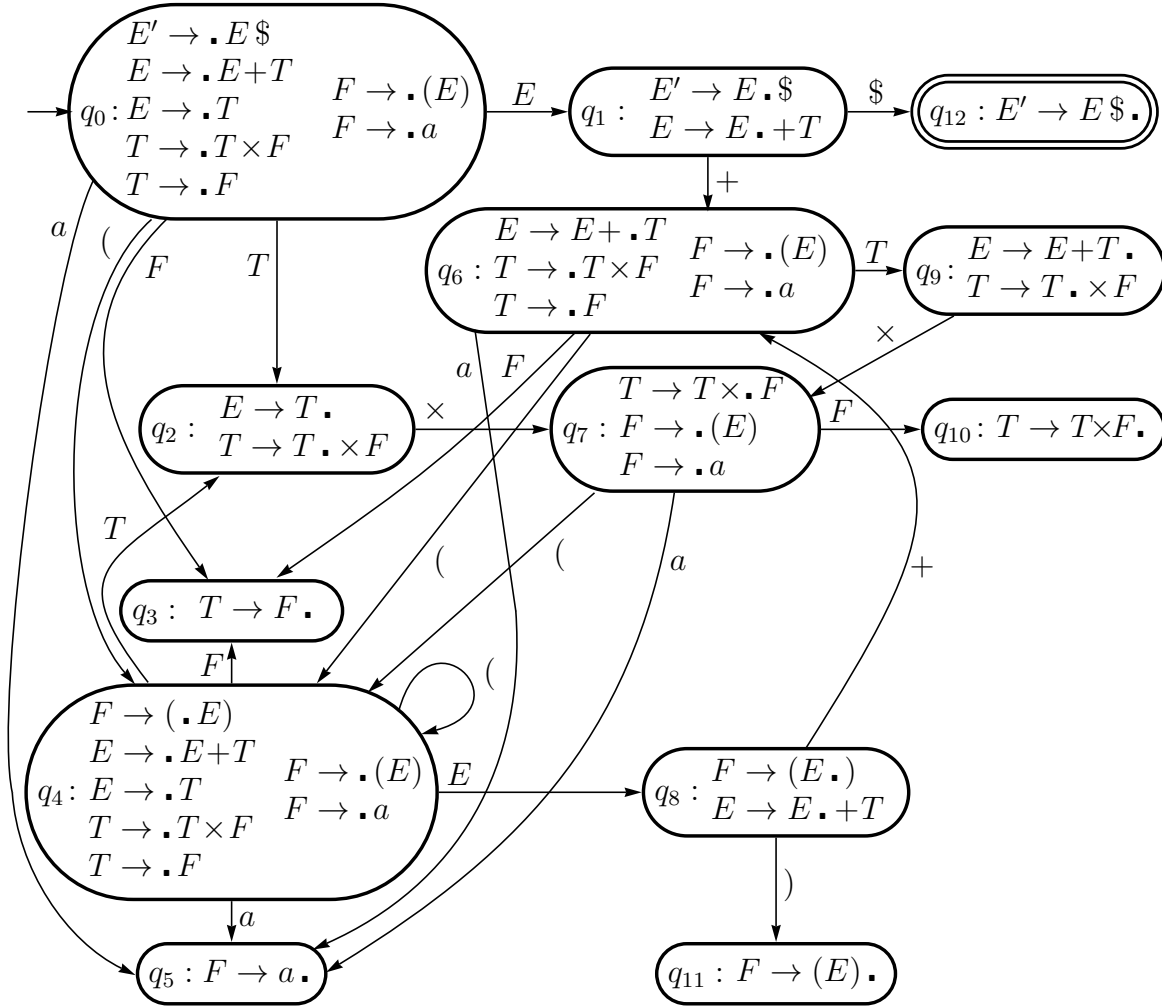 E′ → .E$
E → .E+T
q0: E → .T
T → .T×F
T → .F
F → .(E)
F → .a
E
q1: E′ → E.$
E → E.+T
$
q12: E′ → E$.
+
a
(
F
T
q6: E → E+.T
T → .T×F
T → .F
F → .(E)
F → .a
T
q9: E → E+T.
T → T.×F
×
a
F
q2: E → T.
T → T.×F
×
q7: T → T×.F
F → .(E)
F → .a
F
q10: T → T×F.
T
(
(
a
+
q3: T → F.
F
(
F → (.E)
E → .E+T
q4: E → .T
T → .T×F
T → .F
F → .(E)
F → .a
E
q8: F → (E.)
E → E.+T
)
a
q5: F → a.
q11: F → (E).